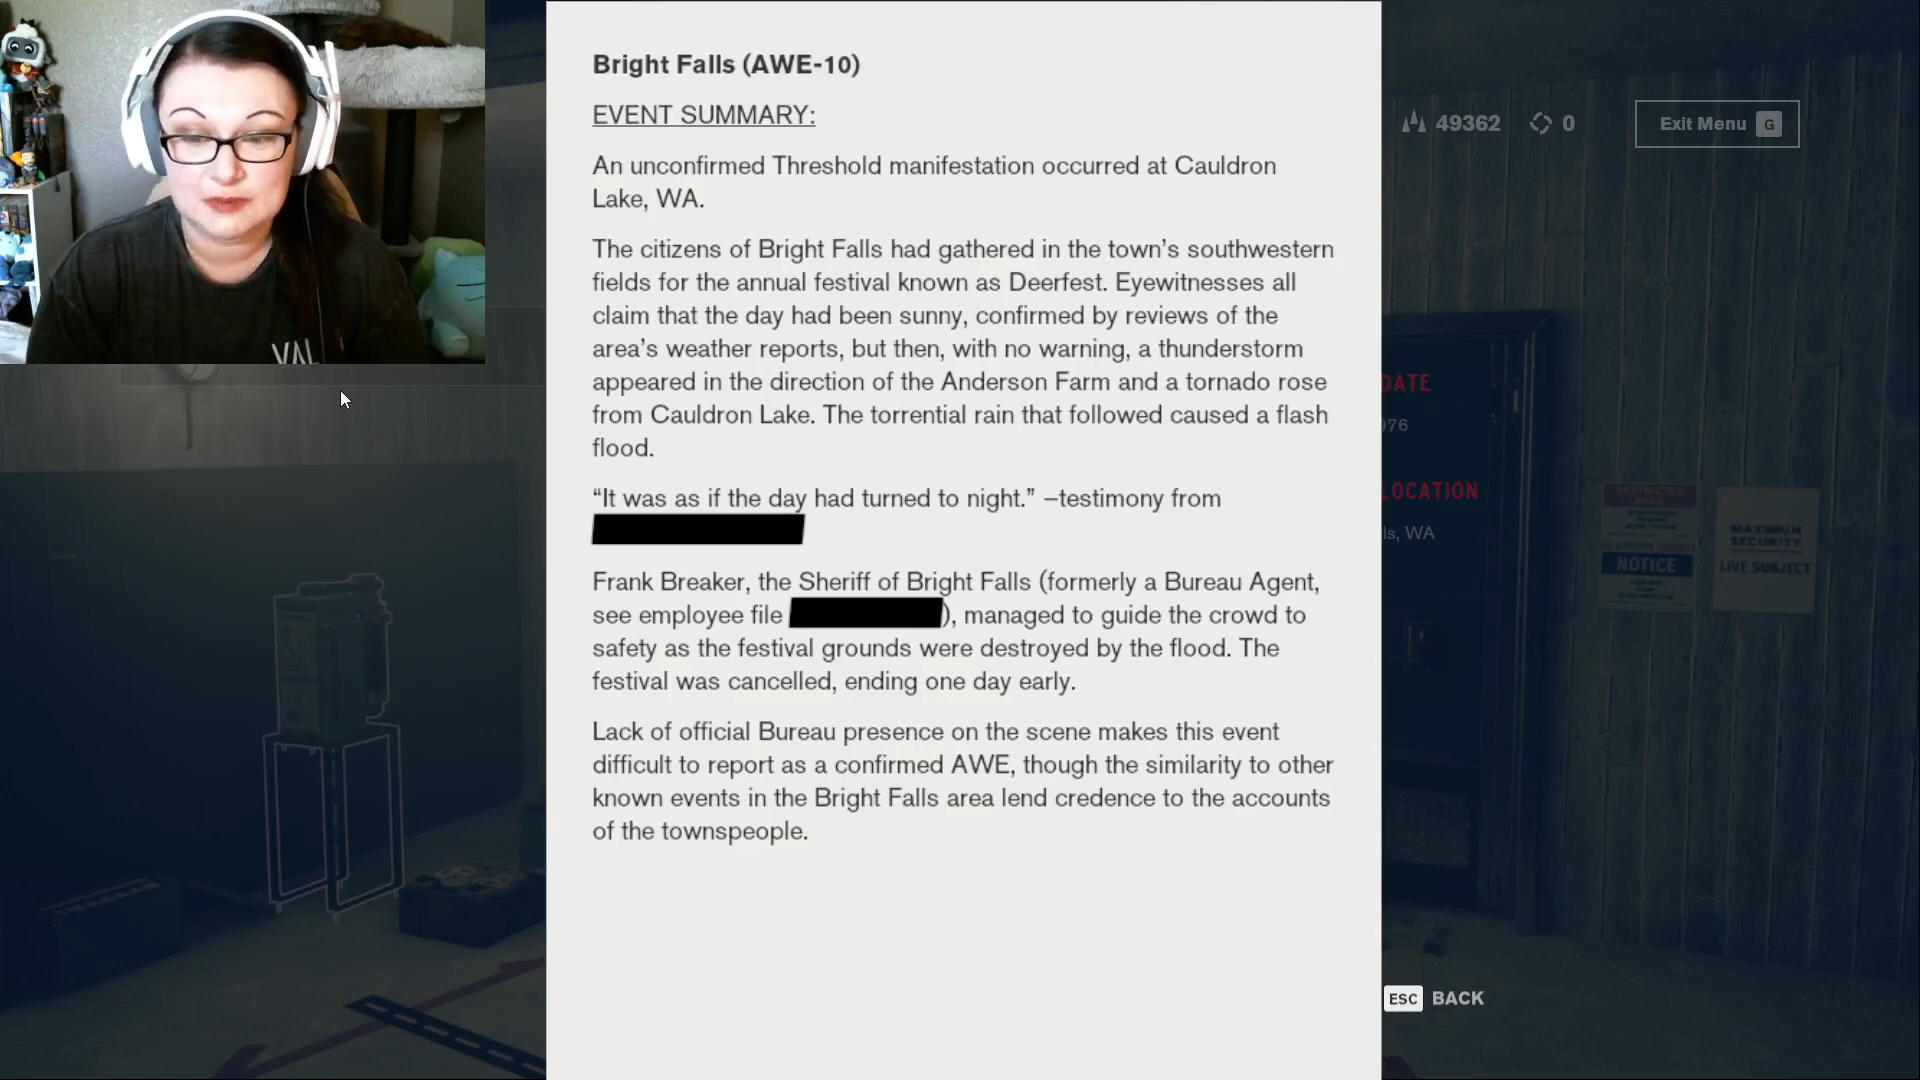 Bright Falls (AWE-10)
EVENT SUMMARY:
An unconfirmed Threshold manifestation occurred at Cauldron
Lake, WA.
The citizens of Bright Falls had gathered in the town's southwestern
fields for the annual festival known as Deerfest. Eyewitnesses all
claim that the day had been sunny, confirmed by reviews of the
area's weather reports, but then, with no warning, a thunderstorm
appeared in the direction of the Anderson Farm and a tornado rose
from Cauldron Lake. The torrential rain that followed caused a flash
flood.
“It was as if the day had turned to night.” –testimony from
Frank Breaker, the Sheriff of Bright Falls (formerly a Bureau Agent,
see employee file ), managed to guide the crowd to
safety as the festival grounds were destroyed by the flood. The
festival was cancelled, ending one day early.
Lack of official Bureau presence on the scene makes this event
difficult to report as a confirmed AWE, though the similarity to other
known events in the Bright Falls area lend credence to the accounts
of the townspeople.
49362 0
Exit Menu G
DATE
976
LOCATION
ls, WA
RESTRICTED
AREA
NOTICE
MAXIMUM
SECURITY
LIVE SUBJECT
ESC BACK
VAL